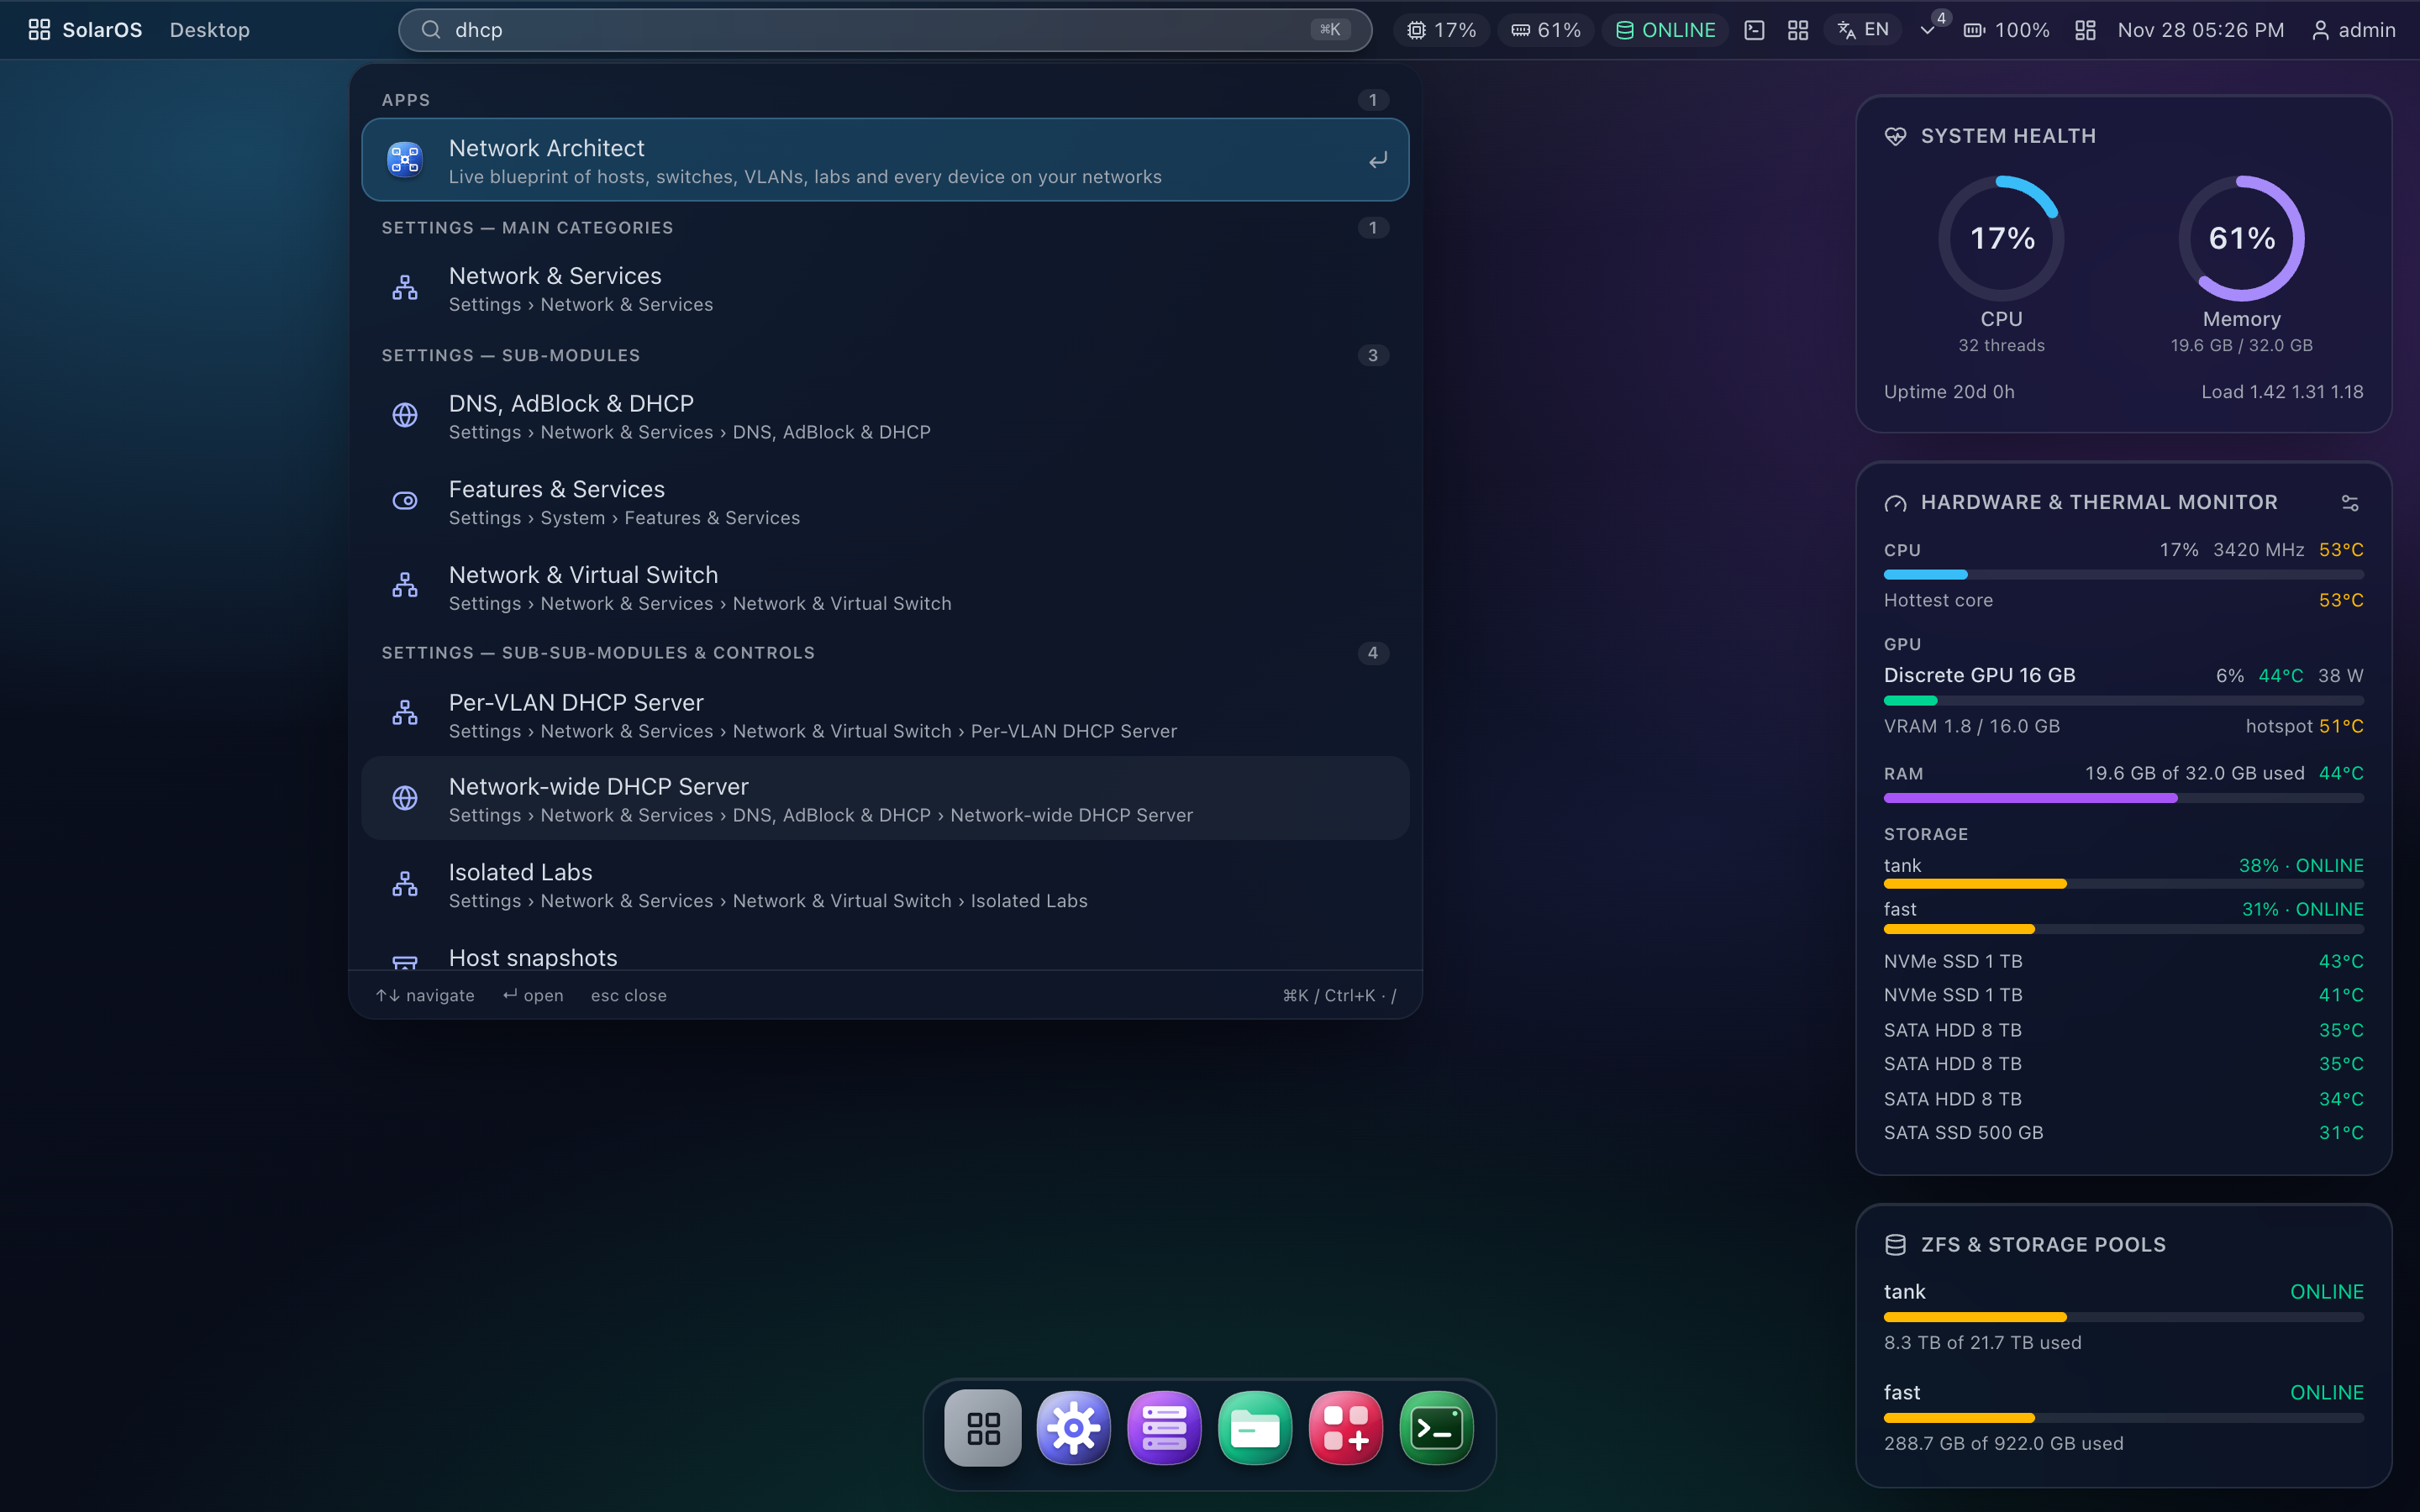 SolarOS Desktop
dhcp ⌘K
17% 61% ONLINE EN 4 100% Nov 28 05:26 PM admin
APPS 1
Network Architect
Live blueprint of hosts, switches, VLANs, labs and every device on your networks
SETTINGS — MAIN CATEGORIES 1
Network & Services
Settings › Network & Services
SETTINGS — SUB-MODULES 3
DNS, AdBlock & DHCP
Settings › Network & Services › DNS, AdBlock & DHCP
Features & Services
Settings › System › Features & Services
Network & Virtual Switch
Settings › Network & Services › Network & Virtual Switch
SETTINGS — SUB-SUB-MODULES & CONTROLS 4
Per-VLAN DHCP Server
Settings › Network & Services › Network & Virtual Switch › Per-VLAN DHCP Server
Network-wide DHCP Server
Settings › Network & Services › DNS, AdBlock & DHCP › Network-wide DHCP Server
Isolated Labs
Settings › Network & Services › Network & Virtual Switch › Isolated Labs
Host snapshots
↑↓ navigate ↵ open esc close ⌘K / Ctrl+K · /
SYSTEM HEALTH
17% 61%
CPU Memory
32 threads 19.6 GB / 32.0 GB
Uptime 20d 0h Load 1.42 1.31 1.18
HARDWARE & THERMAL MONITOR
CPU 17% 3420 MHz 53°C
Hottest core 53°C
GPU
Discrete GPU 16 GB 6% 44°C 38 W
VRAM 1.8 / 16.0 GB hotspot 51°C
RAM 19.6 GB of 32.0 GB used 44°C
STORAGE
tank 38% · ONLINE
fast 31% · ONLINE
NVMe SSD 1 TB 43°C
NVMe SSD 1 TB 41°C
SATA HDD 8 TB 35°C
SATA HDD 8 TB 35°C
SATA HDD 8 TB 34°C
SATA SSD 500 GB 31°C
ZFS & STORAGE POOLS
tank ONLINE
8.3 TB of 21.7 TB used
fast ONLINE
288.7 GB of 922.0 GB used